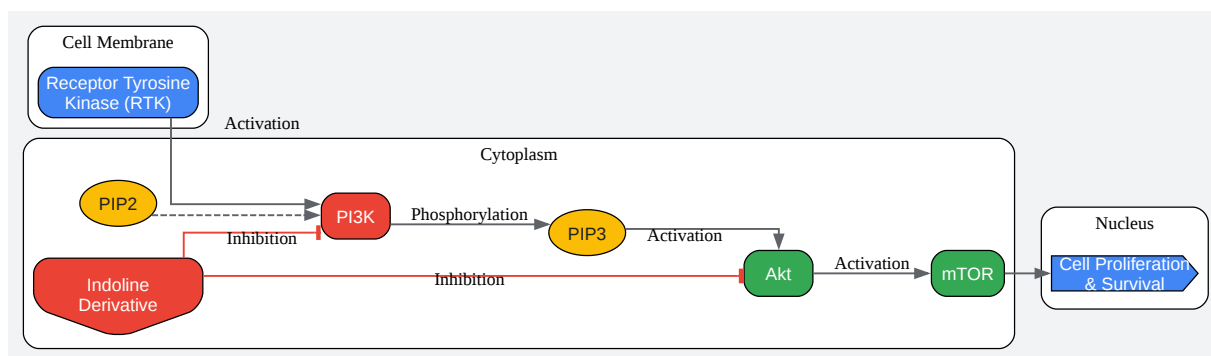 Cell Membrane
Receptor Tyrosine
Kinase (RTK)
Activation
Cytoplasm
PIP2
PI3K
Phosphorylation
PIP3
Activation
Inhibition
Indoline
Derivative
Inhibition
Akt
Activation
mTOR
Nucleus
Cell Proliferation
& Survival